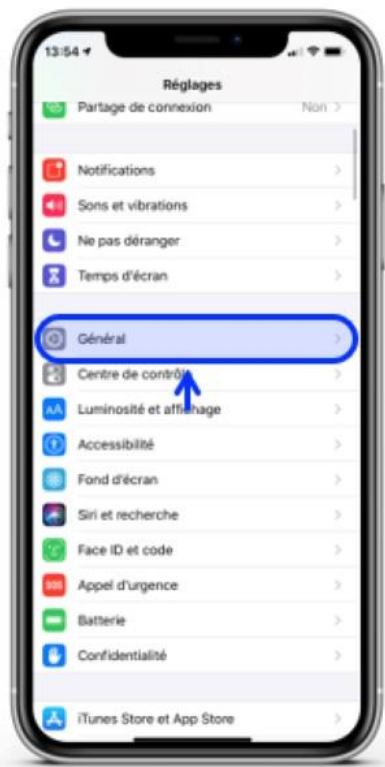 13:54
Réglages
Partage de connexion Non
Notifications
Sons et vibrations
Ne pas déranger
Temps d'écran
Général
Centre de contrôle
Luminosité et affichage
AA
Accessibilité
Fond d'écran
Siri et recherche
Face ID et code
SOS
Appel d'urgence
Batterie
Confidentialité
iTunes Store et App Store